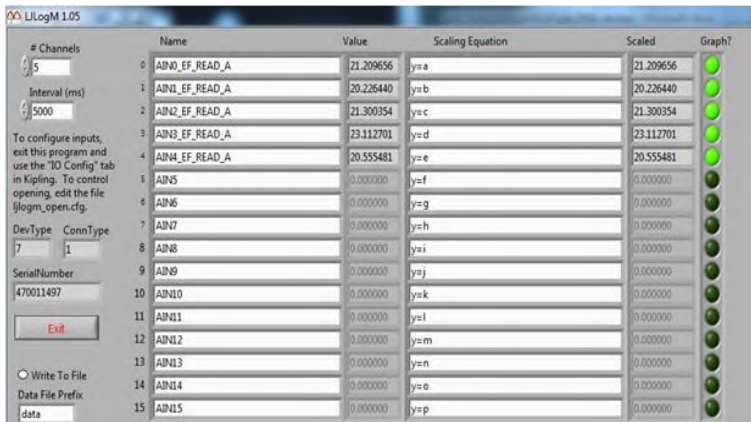 LJLogM 1.05
# Channels
5
Interval (ms)
5000
To configure inputs,
exit this program and
use the "IO Config" tab
in Kipling. To control
opening, edit the file
ljlogm_open.cfg.
DevType ConnType
7 1
SerialNumber
470011497
Exit
Write To File
Data File Prefix
data
Name Value Scaling Equation Scaled Graph?
0 AIN0_EF_READ_A 21.209656 y=a 21.209656
1 AIN1_EF_READ_A 20.226440 y=b 20.226440
2 AIN2_EF_READ_A 21.300354 y=c 21.300354
3 AIN3_EF_READ_A 23.112701 y=d 23.112701
4 AIN4_EF_READ_A 20.555481 y=e 20.555481
5 AIN5 0.000000 y=f 0.000000
6 AIN6 0.000000 y=g 0.000000
7 AIN7 0.000000 y=h 0.000000
8 AIN8 0.000000 y=i 0.000000
9 AIN9 0.000000 y=j 0.000000
10 AIN10 0.000000 y=k 0.000000
11 AIN11 0.000000 y=l 0.000000
12 AIN12 0.000000 y=m 0.000000
13 AIN13 0.000000 y=n 0.000000
14 AIN14 0.000000 y=o 0.000000
15 AIN15 0.000000 y=p 0.000000